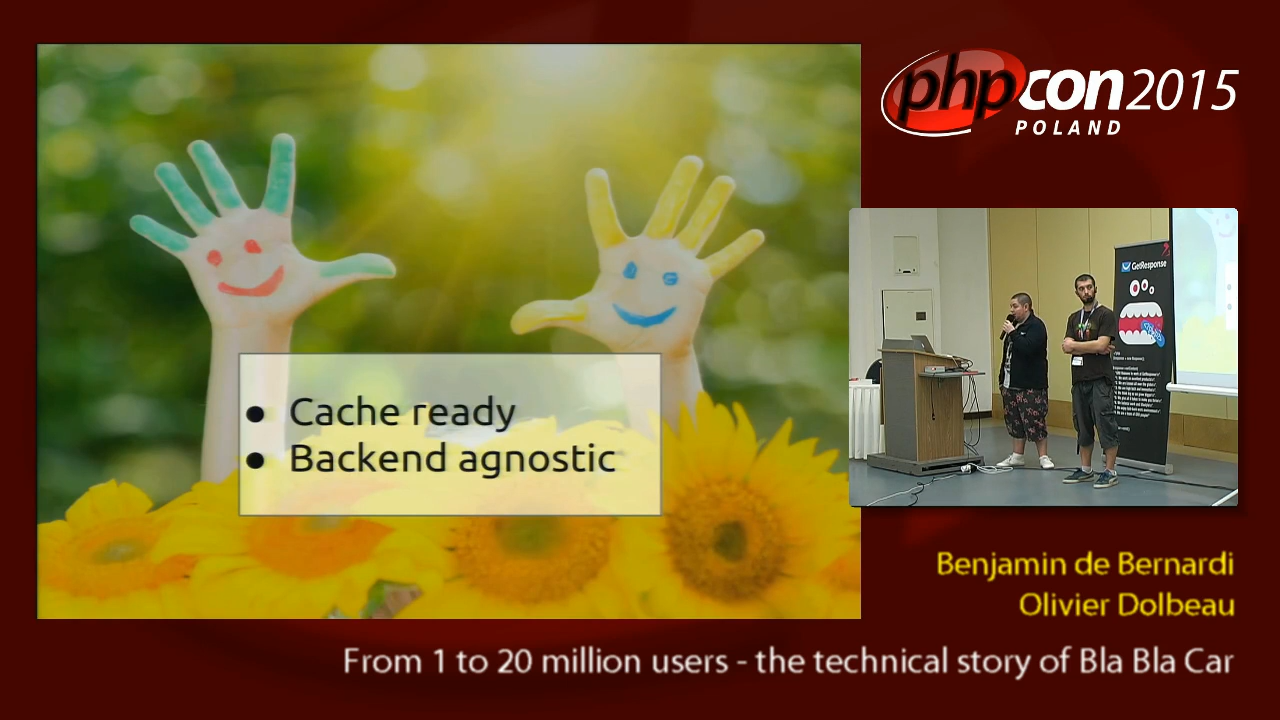 phpcon2015
POLAND
Cache ready
Backend agnostic
GetResponse
Benjamin de Bernardi
Olivier Dolbeau
From 1 to 20 million users - the technical story of Bla Bla Car